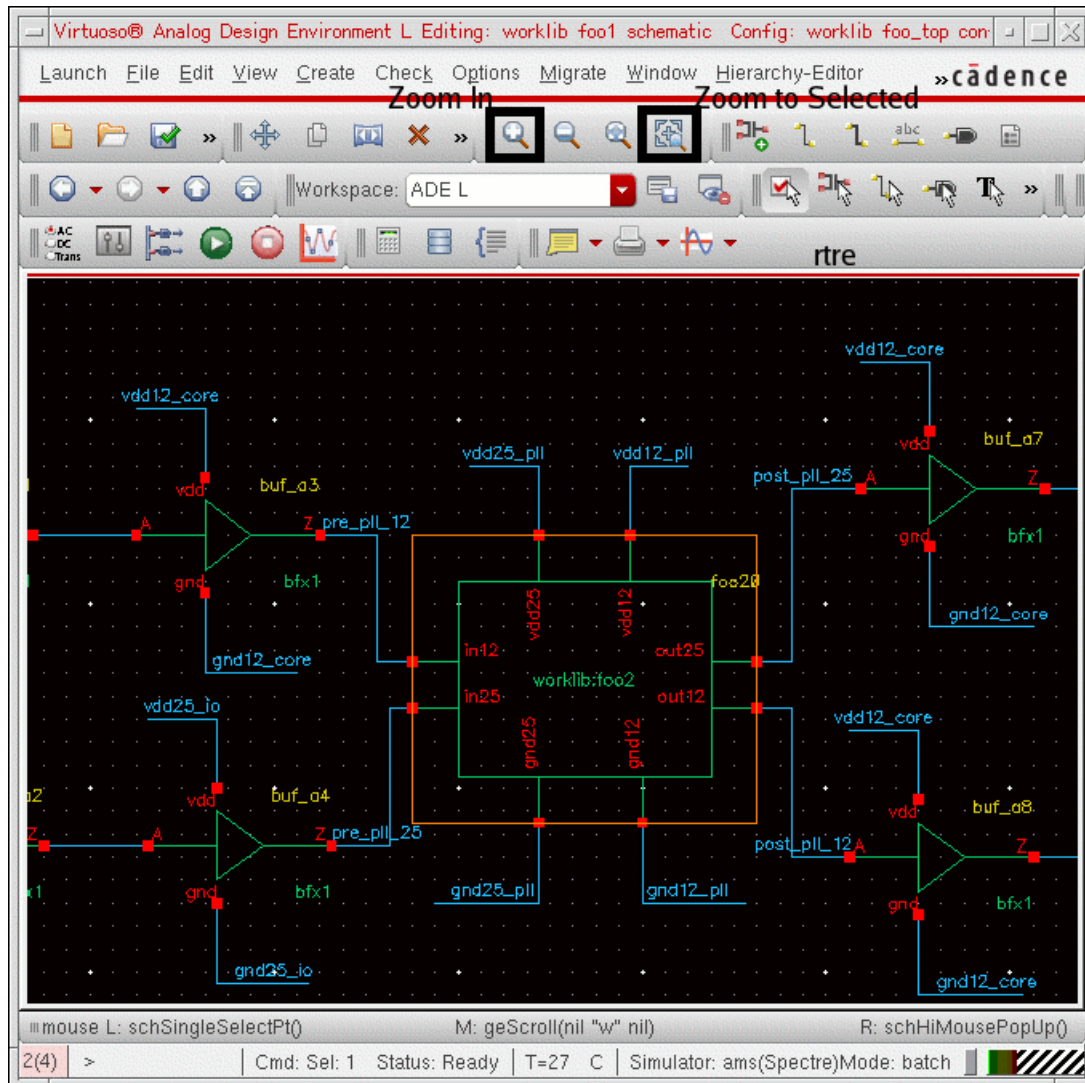 Virtuoso® Analog Design Environment L Editing: worklib foo1 schematic Config: worklib foo_top con
Launch File Edit View Create Check Options Migrate Window Hierarchy-Editor cādence
Zoom In Zoom to Selected
abc
Workspace: ADE L
T
AC
DC
Trans
rtre
vdd12_core
vdd12_core
vdd buf_a7
vdd25_pll vdd12_pll
post_pll_25 A Z
vdd buf_a3
A Z pre_pll_12
gnd bfx1
gnd bfx1
foo20
vdd25 vdd12
gnd12_core
in12 out25
gnd12_core
worklib:foo2
in25 out12
vdd25_io
vdd12_core
gnd25 gnd12
a2 vdd buf_a4
vdd buf_a8
Z A Z pre_pll_25
post_pll_12 A Z
x1 gnd bfx1
gnd25_pll gnd12_pll
gnd bfx1
gnd25_io
gnd12_core
mouse L: schSingleSelectPt() M: geScroll(nil "w" nil) R: schHiMousePopUp()
2(4) > Cmd: Sel: 1 Status: Ready T=27 C Simulator: ams(Spectre)Mode: batch